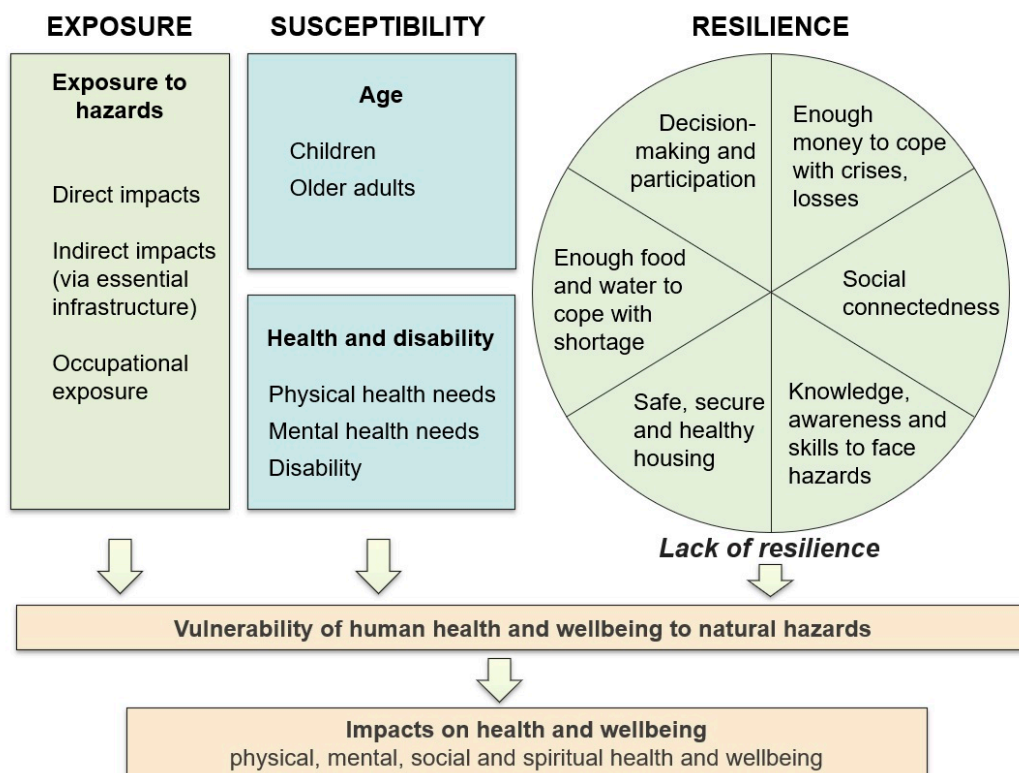 EXPOSURE
Exposure to
hazards
Direct impacts
Indirect impacts
(via essential
infrastructure)
Occupational
exposure
SUSCEPTIBILITY
Age
Children
Older adults
Health and disability
Physical health needs
Mental health needs
Disability
RESILIENCE
Decision-
making and
participation
Enough
money to cope
with crises,
losses
Enough food
and water to
cope with
shortage
Social
connectedness
Safe, secure
and healthy
housing
Knowledge,
awareness and
skills to face
hazards
Lack of resilience
Vulnerability of human health and wellbeing to natural hazards
Impacts on health and wellbeing
physical, mental, social and spiritual health and wellbeing